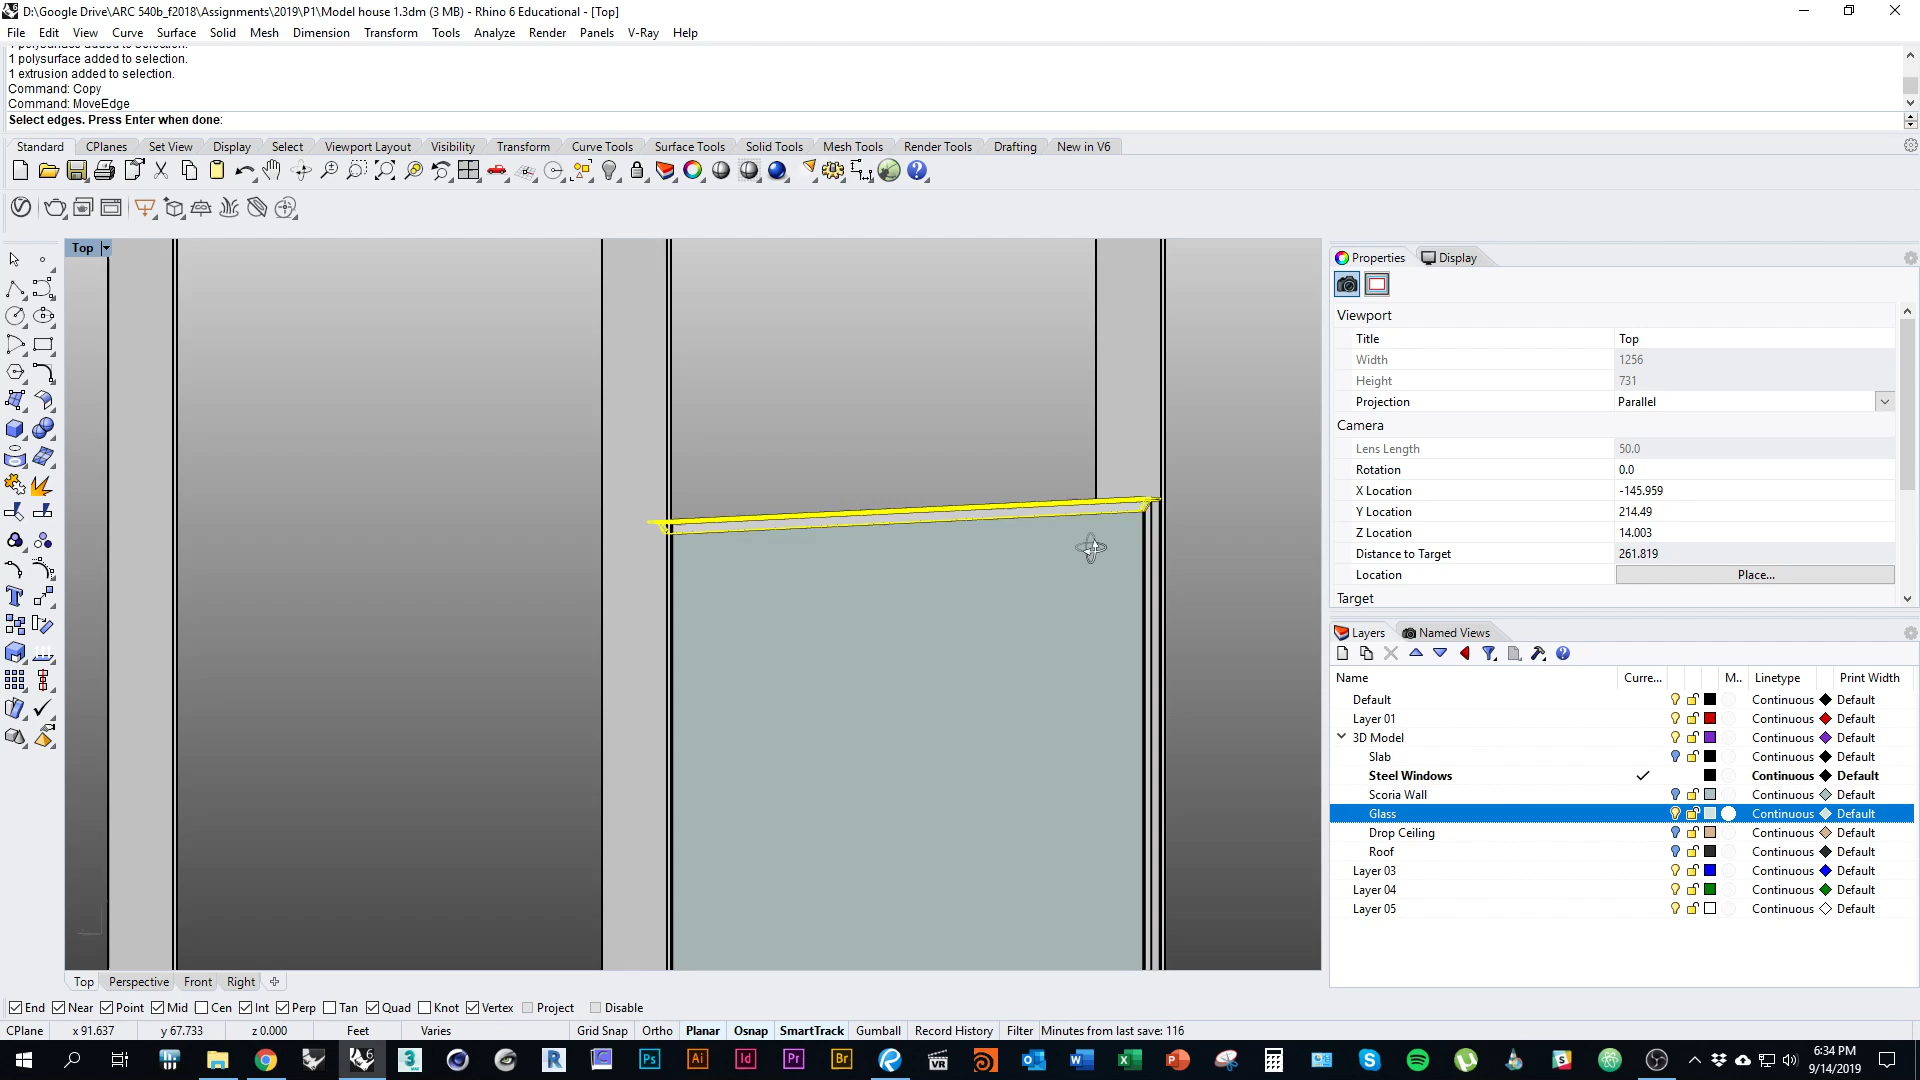 D:\Google Drive\ARC 540b_f2018\Assignments\2019\P1\Model house 1.3dm (3 MB) - Rhino 6 Educational - [Top]
File Edit View Curve Surface Solid Mesh Dimension Transform Tools Analyze Render Panels V-Ray Help
1 polysurface added to selection.
1 polysurface added to selection.
1 extrusion added to selection.
Command: Copy
Command: MoveEdge
Select edges. Press Enter when done:
Standard CPlanes Set View Display Select Viewport Layout Visibility Transform Curve Tools Surface Tools Solid Tools Mesh Tools Render Tools Drafting New in V6
Top
Properties Display
Viewport
Title Top
Width 1256
Height 731
Projection Parallel
Camera
Lens Length 50.0
Rotation 0.0
X Location -145.959
Y Location 214.49
Z Location 14.003
Distance to Target 261.819
Location Place...
Target
Layers Named Views
Name Curre... M.. Linetype Print Width
Default Continuous Default
Layer 01 Continuous Default
3D Model Continuous Default
Slab Continuous Default
Steel Windows Continuous Default
Scoria Wall Continuous Default
Glass Continuous Default
Drop Ceiling Continuous Default
Roof Continuous Default
Layer 03 Continuous Default
Layer 04 Continuous Default
Layer 05 Continuous Default
Top Perspective Front Right
End Near Point Mid Cen Int Perp Tan Quad Knot Vertex Project Disable
CPlane x 91.637 y 67.733 z 0.000 Feet Varies Grid Snap Ortho Planar Osnap SmartTrack Gumball Record History Filter Minutes from last save: 116
6:34 PM
9/14/2019